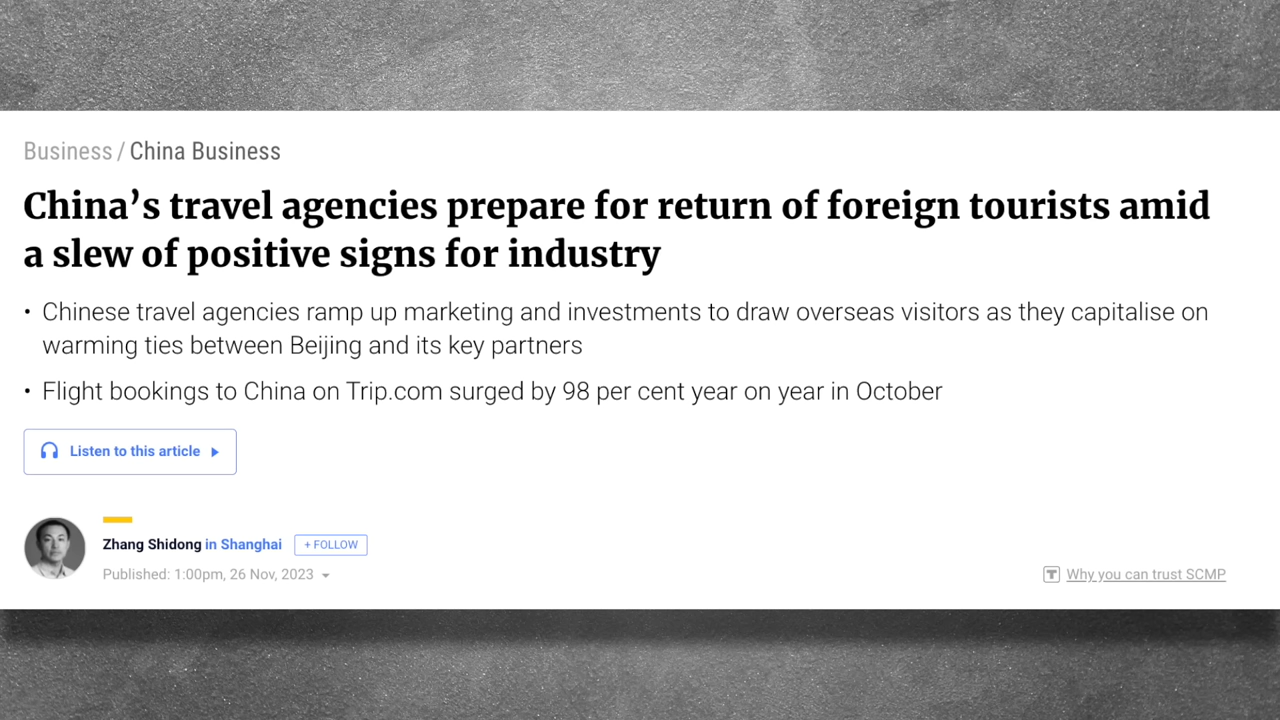 Business / China Business
China’s travel agencies prepare for return of foreign tourists amid
a slew of positive signs for industry
• Chinese travel agencies ramp up marketing and investments to draw overseas visitors as they capitalise on
warming ties between Beijing and its key partners
• Flight bookings to China on Trip.com surged by 98 per cent year on year in October
Listen to this article
Zhang Shidong in Shanghai + FOLLOW
Published: 1:00pm, 26 Nov, 2023
T Why you can trust SCMP